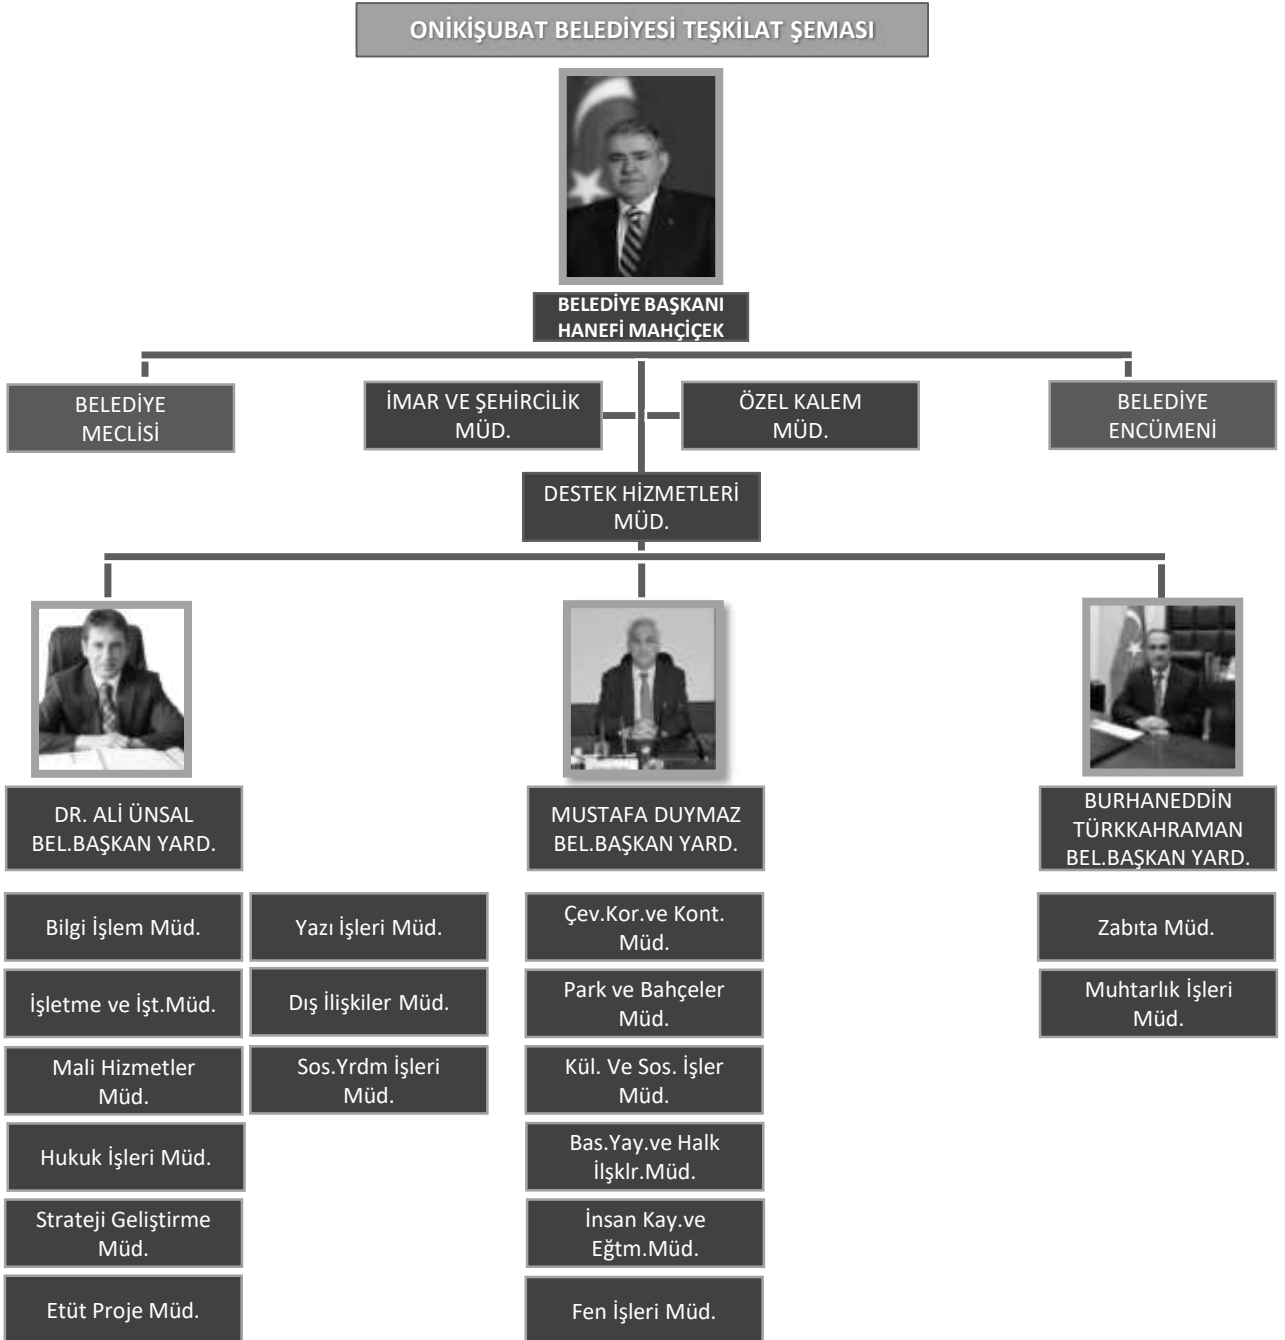 ONİKİŞUBAT BELEDİYESİ TEŞKİLAT ŞEMASI
BELEDİYE BAŞKANI
HANEFİ MAHÇİÇEK
BELEDİYE
MECLİSİ
İMAR VE ŞEHİRCİLİK
MÜD.
ÖZEL KALEM
MÜD.
BELEDİYE
ENCÜMENİ
DESTEK HİZMETLERİ
MÜD.
DR. ALİ ÜNSAL
BEL.BAŞKAN YARD.
MUSTAFA DUYMAZ
BEL.BAŞKAN YARD.
BURHANEDDİN
TÜRKKAHRAMAN
BEL.BAŞKAN YARD.
Bilgi İşlem Müd.
İşletme ve İşt.Müd.
Mali Hizmetler
Müd.
Hukuk İşleri Müd.
Strateji Geliştirme
Müd.
Etüt Proje Müd.
Yazı İşleri Müd.
Dış İlişkiler Müd.
Sos.Yrdm İşleri
Müd.
Çev.Kor.ve Kont.
Müd.
Park ve Bahçeler
Müd.
Kül. Ve Sos. İşler
Müd.
Bas.Yay.ve Halk
İlşklr.Müd.
İnsan Kay.ve
Eğtm.Müd.
Fen İşleri Müd.
Zabıta Müd.
Muhtarlık İşleri
Müd.